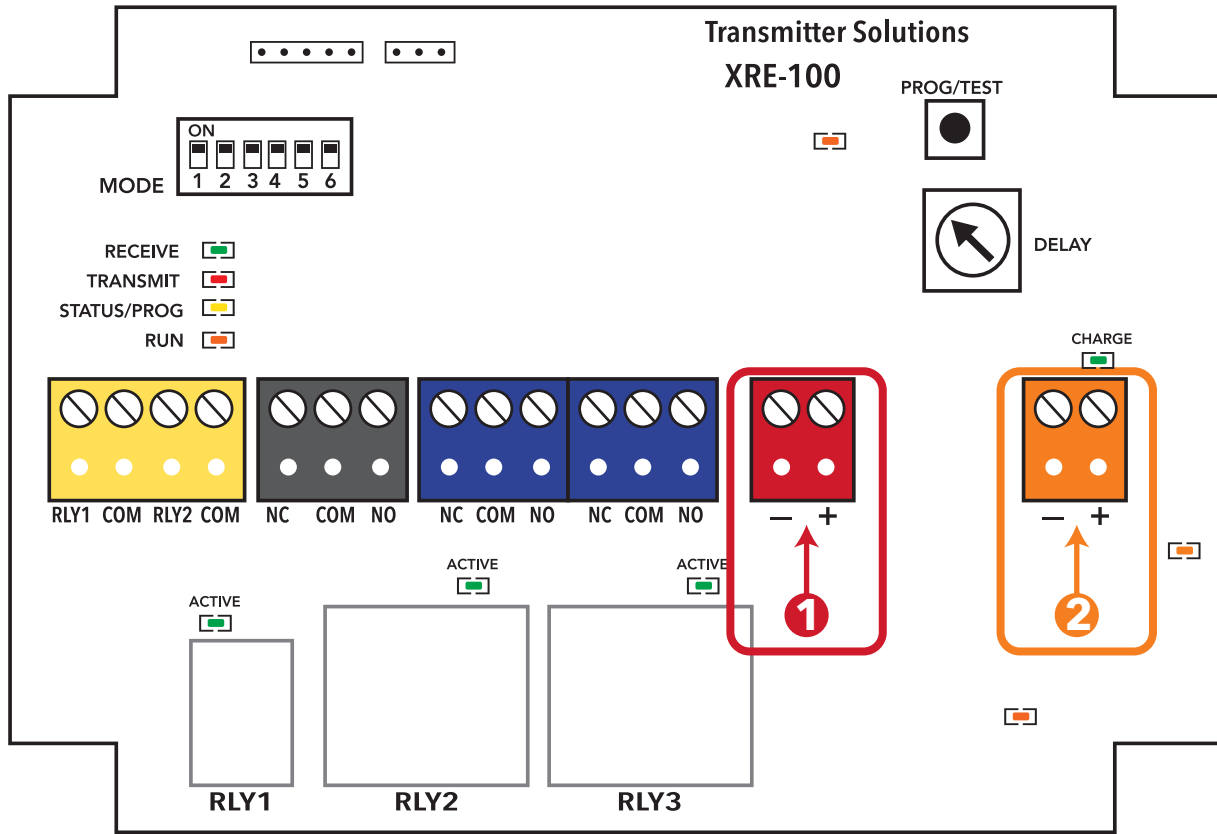 Transmitter Solutions
XRE-100
PROG/TEST
ON
1 2 3 4 5 6
MODE
DELAY
RECEIVE
TRANSMIT
STATUS/PROG
RUN
CHARGE
RLY1 COM RLY2 COM
NC COM NO
NC COM NO
NC COM NO
— +
— +
ACTIVE
ACTIVE
ACTIVE
1
2
RLY1
RLY2
RLY3